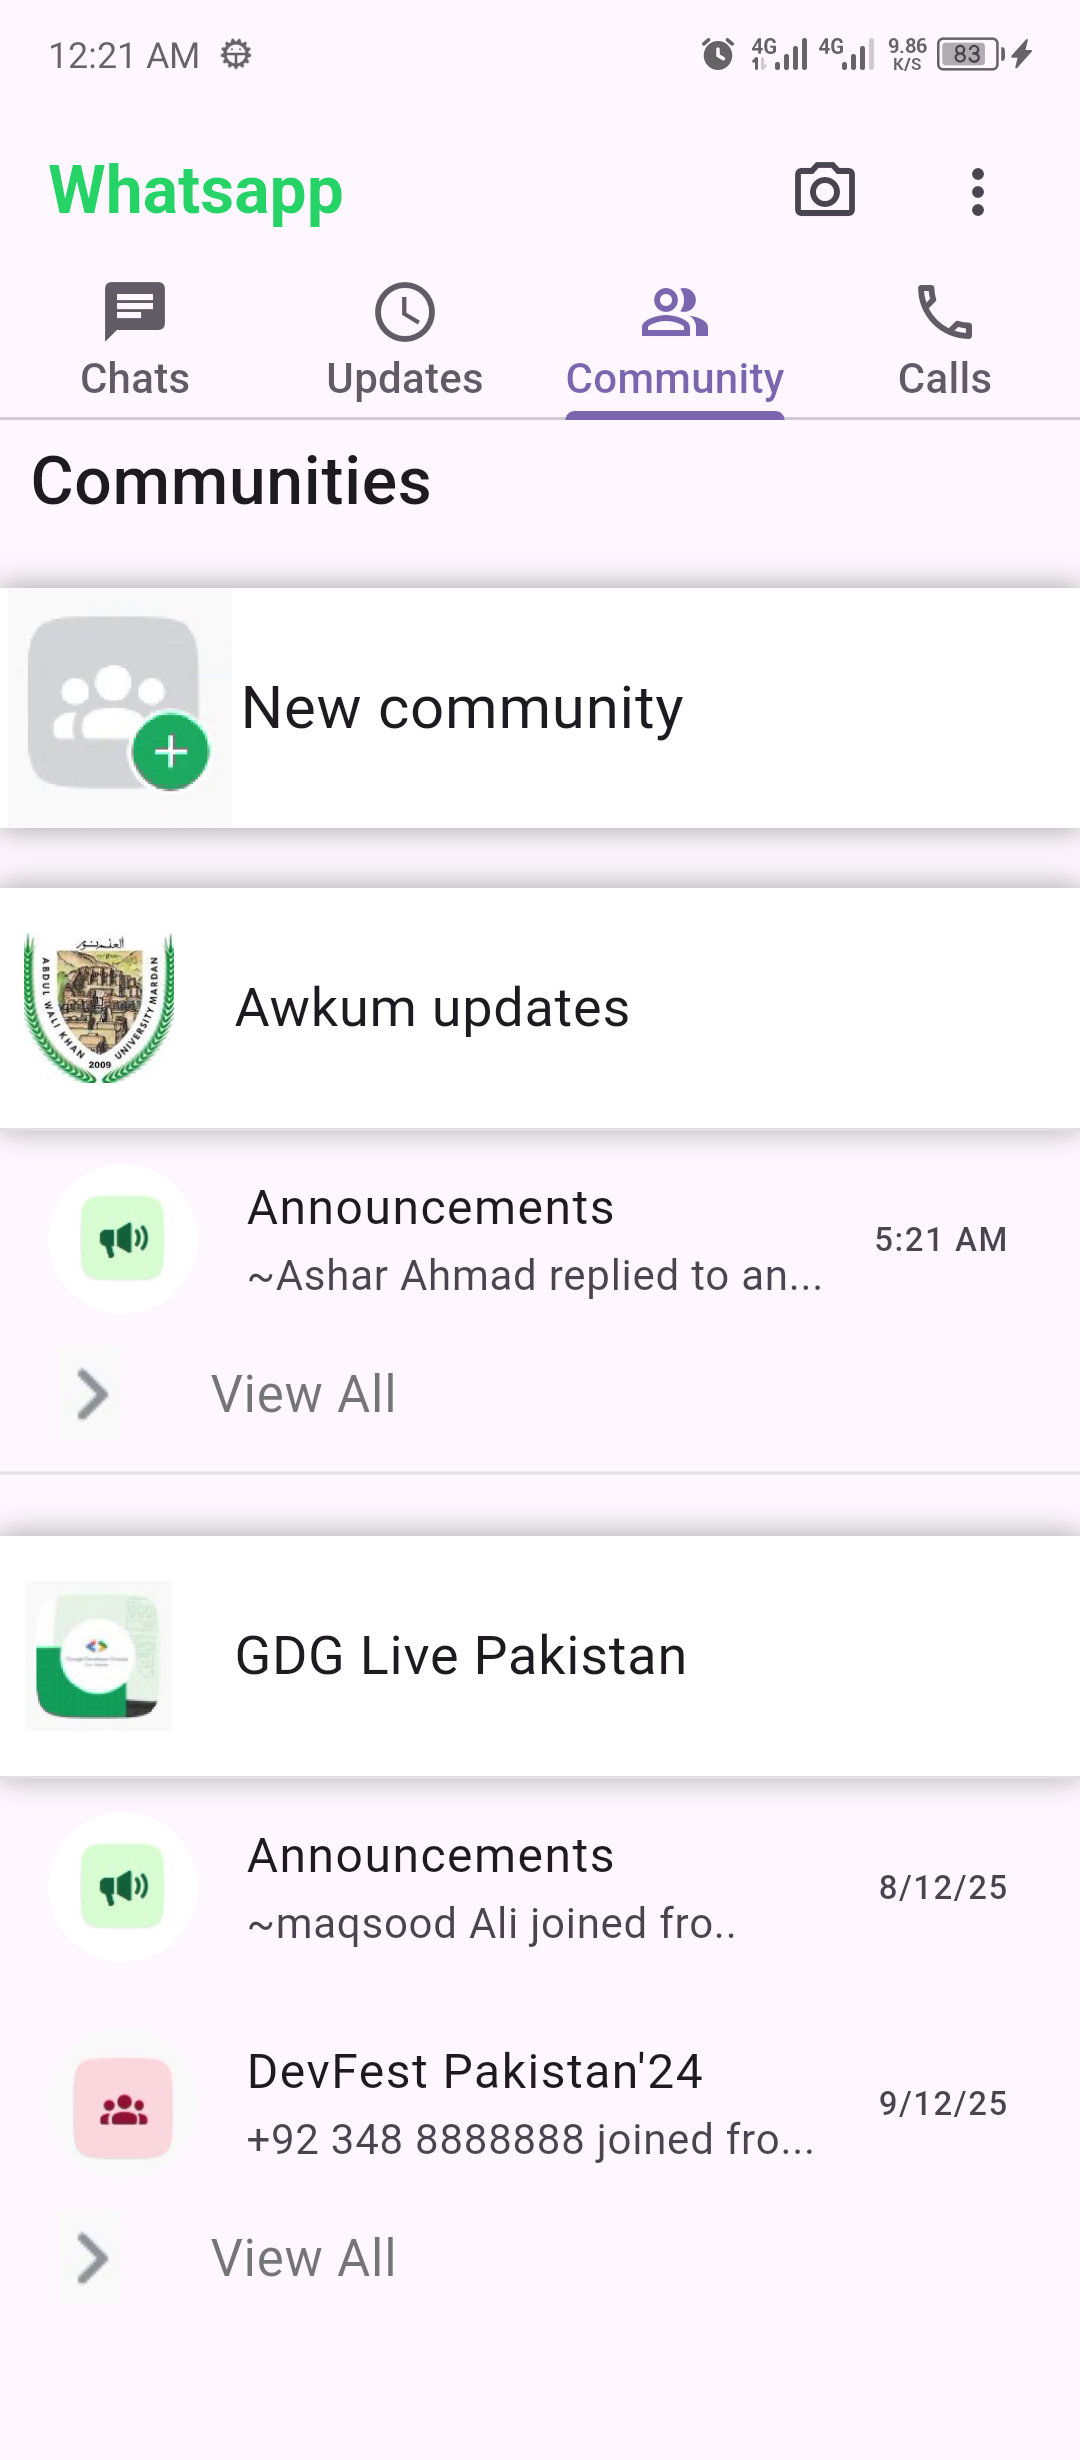 12:21 AM
4G 4G 9.86 K/S 83
Whatsapp
Chats Updates Community Calls
Communities
New community
ABDUL WALI KHAN UNIVERSITY MARDAN
2009
Awkum updates
Announcements
5:21 AM
~Ashar Ahmad replied to an...
View All
GDG Live Pakistan
Announcements
8/12/25
~maqsood Ali joined fro..
DevFest Pakistan'24
9/12/25
+92 348 8888888 joined fro...
View All